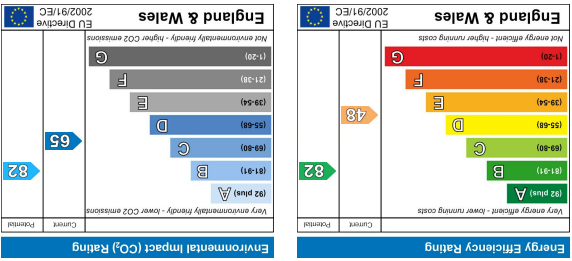 Energy Efficiency Rating
Current Potential
Very energy efficient - lower running costs
(92 plus) A
(81-91) B
(69-80) C
(55-68) D
(39-54) E
(21-38) F
(1-20) G
48
82
Not energy efficient - higher running costs
England & Wales
EU Directive
2002/91/EC
Environmental Impact (CO₂) Rating
Current Potential
Very environmentally friendly - lower CO2 emissions
(92 plus) A
(81-91) B
(69-80) C
(55-68) D
(39-54) E
(21-38) F
(1-20) G
65
82
Not environmentally friendly - higher CO2 emissions
England & Wales
EU Directive
2002/91/EC